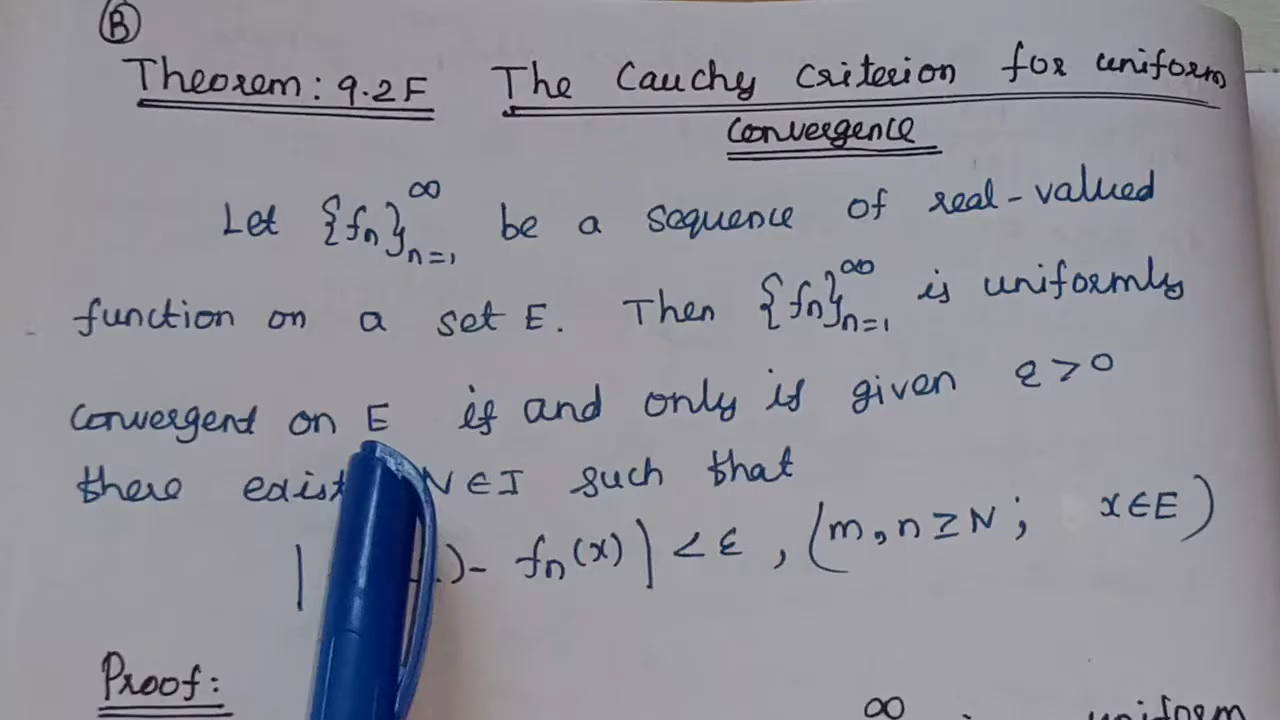 B
Theorem: 9.2F The Cauchy Criterion for uniform
Convergence
Let {fn}∞n=1 be a sequence of real-valued
function on a set E. Then {fn}∞n=1 is uniformly
Convergent on E if and only is given ε>0
there exist N∈I such that
| )- fn(x)| <ε, (m,n≥N; x∈E)
Proof:
∞ uniform